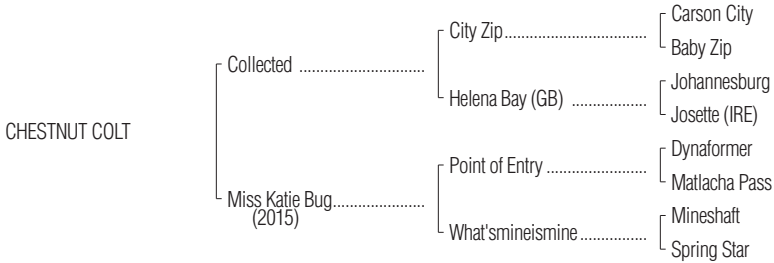 Carson City
City Zip
Baby Zip
Collected
Johannesburg
Helena Bay (GB)
Josette (IRE)
CHESTNUT COLT
Dynaformer
Point of Entry
Matlacha Pass
Miss Katie Bug
(2015)
Mineshaft
What'smineismine
Spring Star